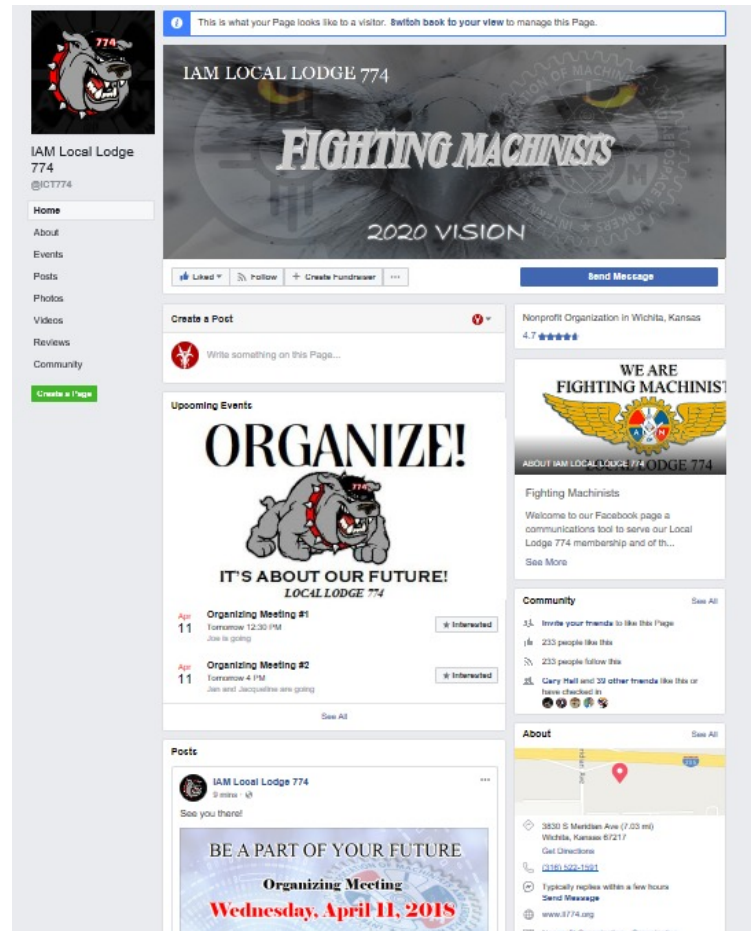 This is what your Page looks like to a visitor. Switch back to your view to manage this Page.
774
IAM LOCAL LODGE 774
FIGHTING MACHINISTS
2020 VISION
IAM Local Lodge
774
@ICT774
Home
About
Events
Posts
Photos
Videos
Reviews
Community
Create a Page
Liked
Follow
+ Create Fundraiser
...
Send Message
Create a Post
Write something on this Page...
Upcoming Events
ORGANIZE!
774
IT'S ABOUT OUR FUTURE!
LOCAL LODGE 774
Apr
11
Organizing Meeting #1
Tomorrow 12:30 PM
Joe is going
Interested
Apr
11
Organizing Meeting #2
Tomorrow 4 PM
Jan and Jacqueline are going
Interested
See All
Posts
IAM Local Lodge 774
9 mins
...
See you there!
BE A PART OF YOUR FUTURE
Organizing Meeting
Wednesday, April 11, 2018
Nonprofit Organization in Wichita, Kansas
4.7
WE ARE
FIGHTING MACHINIST
I
A M
ABOUT IAM LOCAL LODGE 774
LOCAL LODGE 774
Fighting Machinists
Welcome to our Facebook page a
communications tool to serve our Local
Lodge 774 membership and of th...
See More
Community
See All
Invite your friends to like this Page
233 people like this
233 people follow this
Gary Hall and 39 other friends like this or
have checked in
About
See All
3830 S Meridian Ave (7.03 mi)
Wichita, Kansas 67217
Get Directions
(316) 522-1591
Typically replies within a few hours
Send Message
www.ll774.org